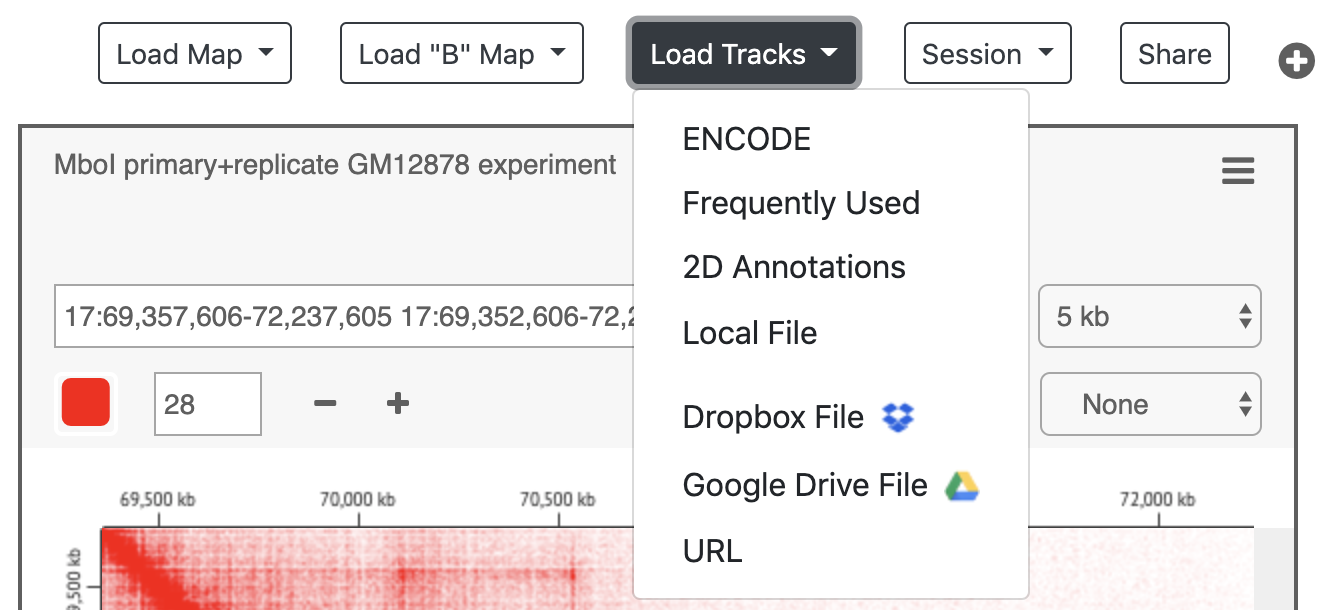 Load Map
Load "B" Map
Load Tracks
Session
Share
ENCODE
Frequently Used
2D Annotations
Local File
Dropbox File
Google Drive File
URL
MboI primary+replicate GM12878 experiment
17:69,357,606-72,237,605 17:69,352,606-72,2
5 kb
28
None
69,500 kb
70,000 kb
70,500 kb
72,000 kb
9,500 kb